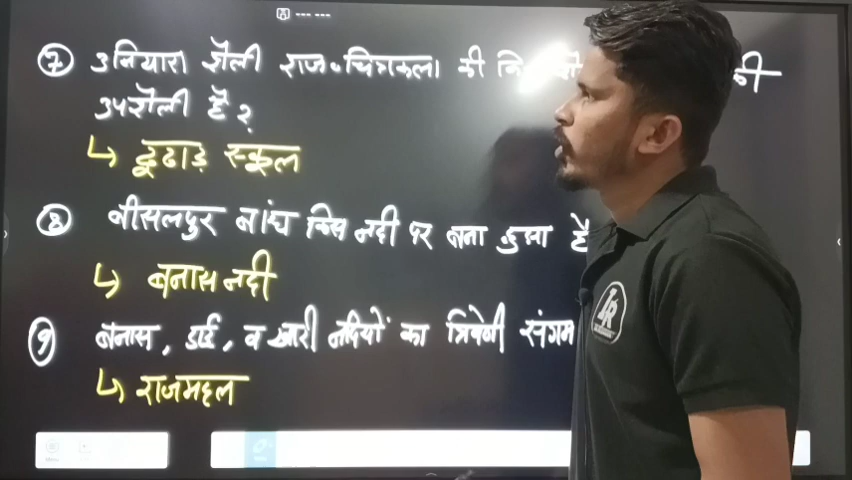 7 उनियारा शैली राज॰ चित्रकला की की
उपशैली है?
↳ ढूढाड़ स्कूल
8 बीसलपुर बांध किस नदी पर बना हुआ है
↳ बनास नदी
9 बनास, डाई, व खारी नदियों का त्रिवेणी संगम
↳ राजमहल